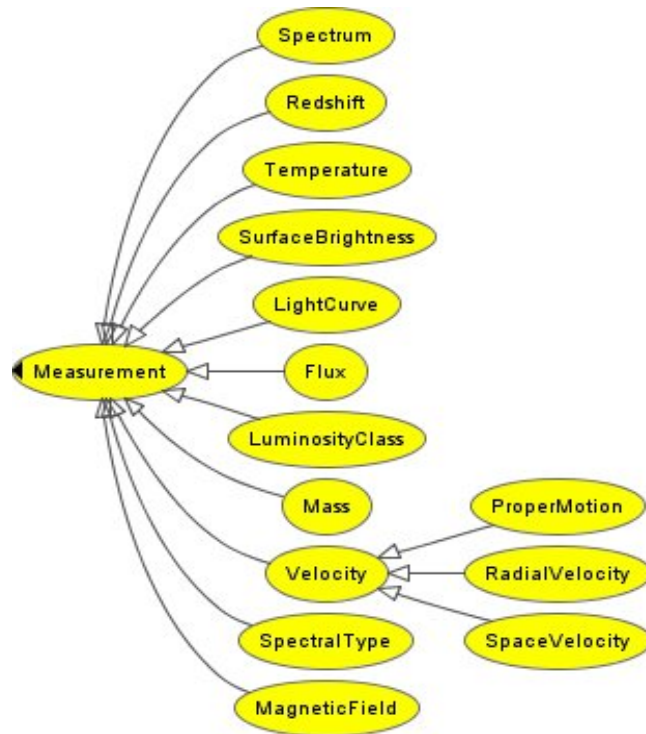 Spectrum
Redshift
Temperature
SurfaceBrightness
LightCurve
Measurement
Flux
LuminosityClass
Mass
ProperMotion
Velocity
RadialVelocity
SpectralType
SpaceVelocity
MagneticField